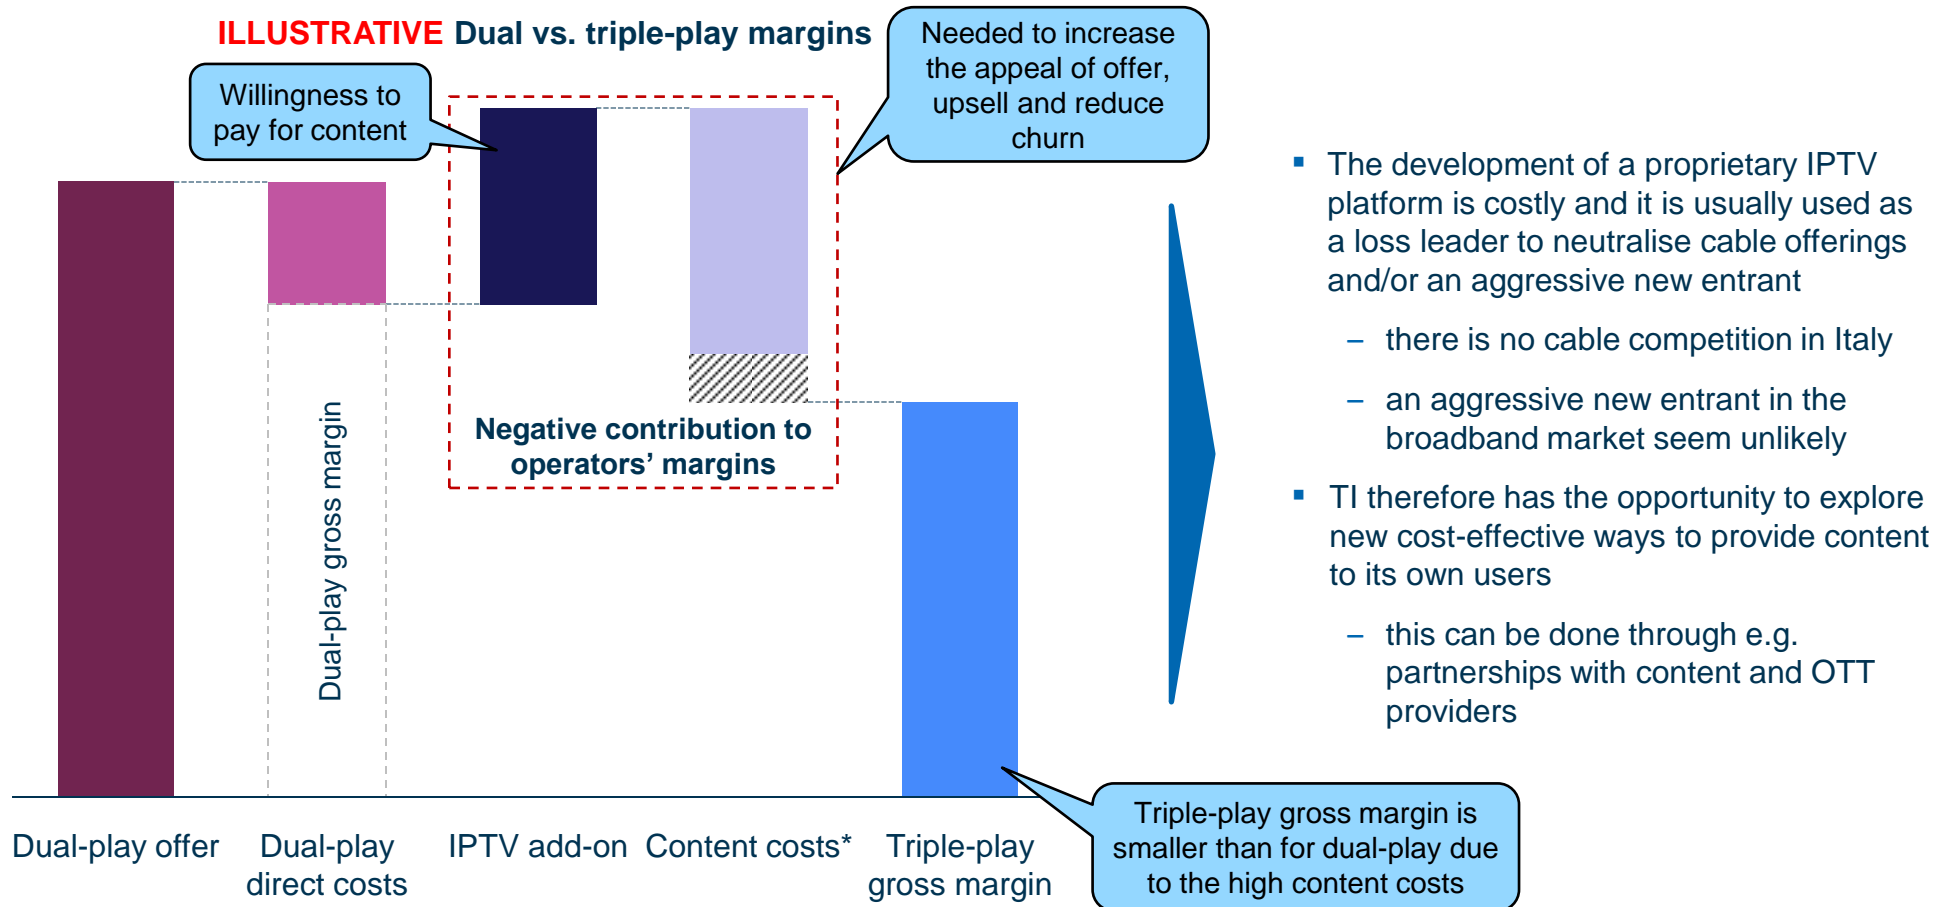 ILLUSTRATIVE Dual vs. triple-play margins
Willingness to
pay for content
Needed to increase
the appeal of offer,
upsell and reduce
churn
Dual-play gross margin
Negative contribution to
operators’ margins
Dual-play offer
Dual-play
direct costs
IPTV add-on
Content costs*
Triple-play
gross margin
Triple-play gross margin is
smaller than for dual-play due
to the high content costs
▪ The development of a proprietary IPTV
platform is costly and it is usually used as
a loss leader to neutralise cable offerings
and/or an aggressive new entrant
– there is no cable competition in Italy
– an aggressive new entrant in the
broadband market seem unlikely
▪ TI therefore has the opportunity to explore
new cost-effective ways to provide content
to its own users
– this can be done through e.g.
partnerships with content and OTT
providers